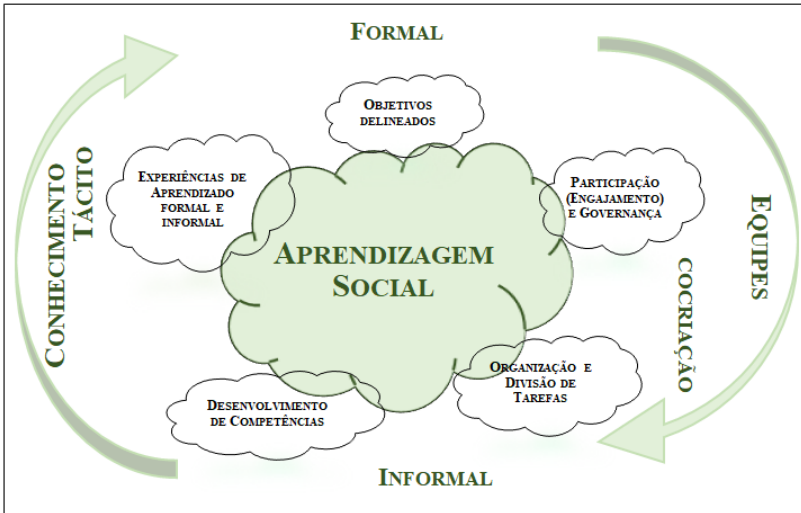 FORMAL
OBJETIVOS
DELINEADOS
EXPERIÊNCIAS DE
APRENDIZADO
FORMAL E
INFORMAL
PARTICIPAÇÃO
(ENGAJAMENTO)
E GOVERNANÇA
CONHECIMENTO
TÁCITO
APRENDIZAGEM
SOCIAL
EQUIPES
COCRIAÇÃO
ORGANIZAÇÃO E
DIVISÃO DE
TAREFAS
DESENVOLVIMENTO
DE COMPETÊNCIAS
INFORMAL